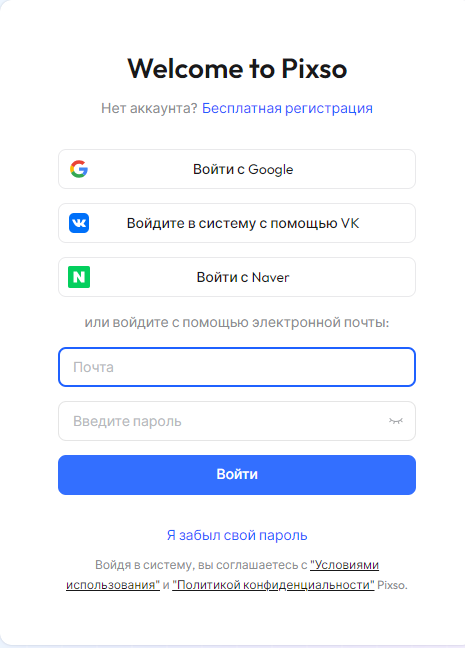 Welcome to Pixso
Нет аккаунта? Бесплатная регистрация
Войти с Google
Войдите в систему с помощью VK
Войти с Naver
или войдите с помощью электронной почты:
Почта
Введите пароль
Войти
Я забыл свой пароль
Войдя в систему, вы соглашаетесь с "Условиями
использования" и "Политикой конфиденциальности" Pixso.